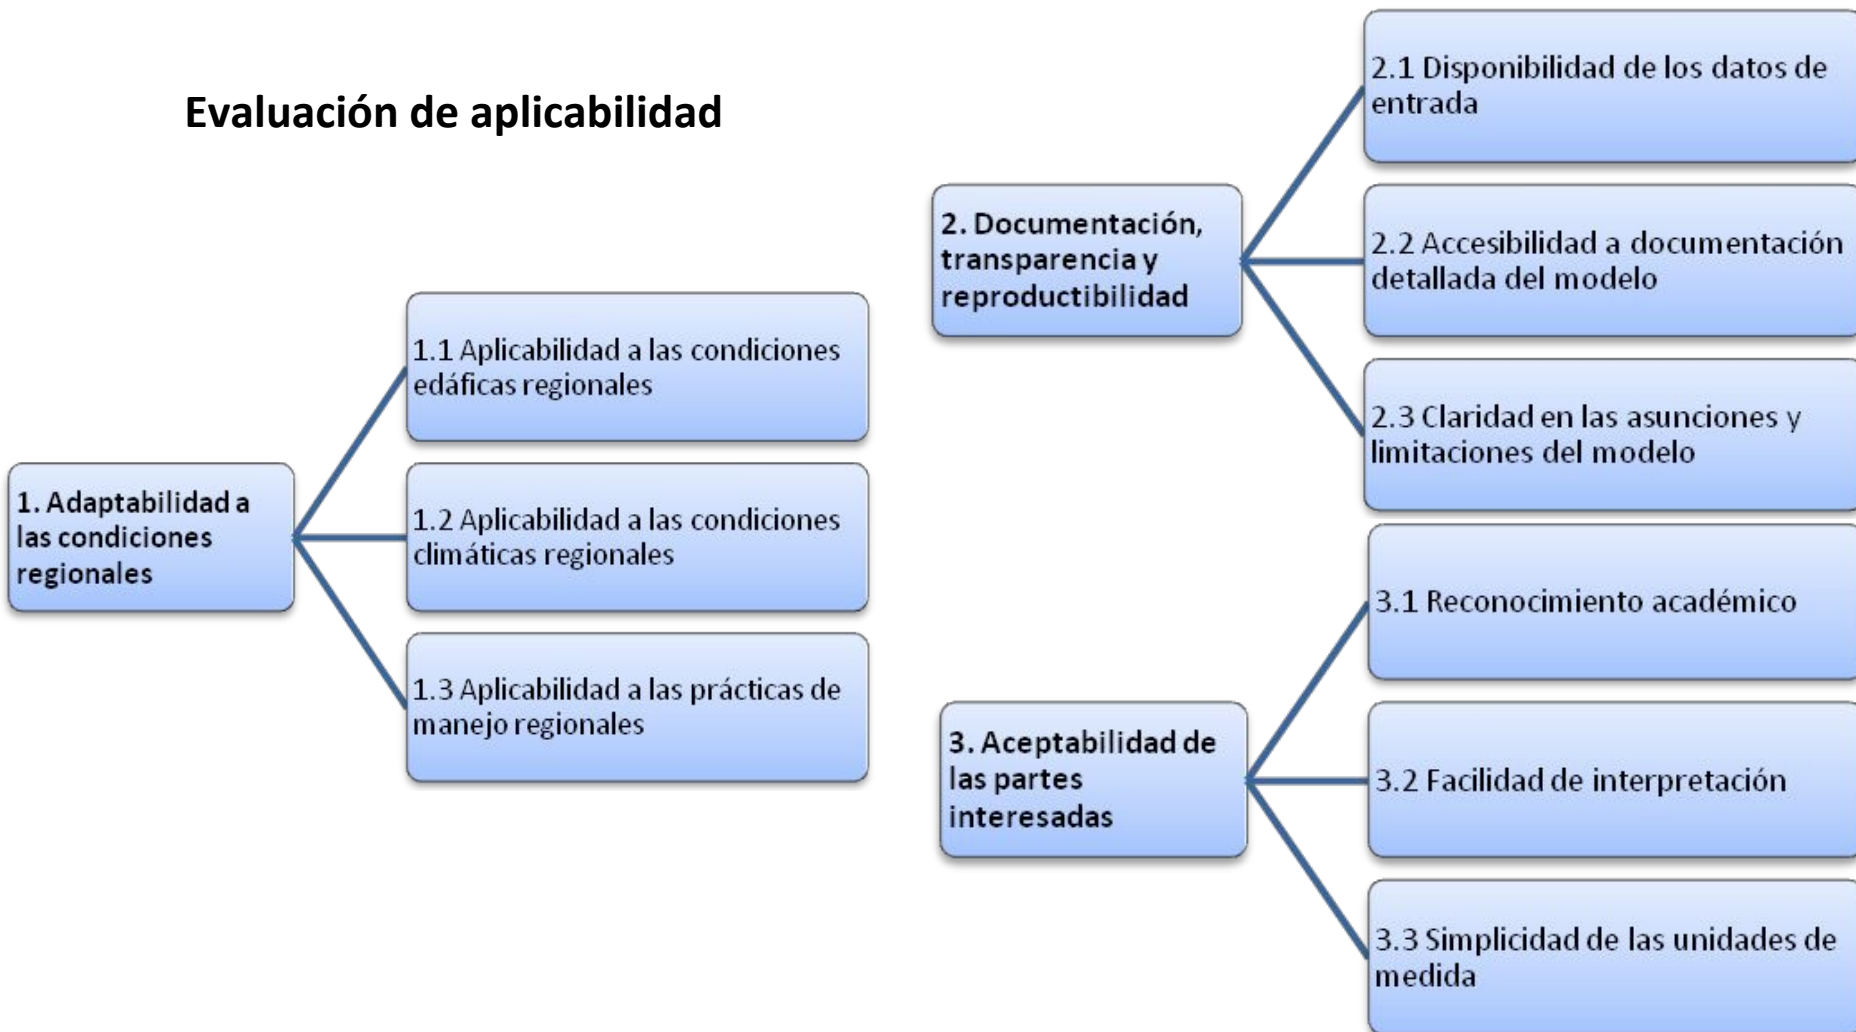 Evaluación de aplicabilidad
1. Adaptabilidad a
las condiciones
regionales
1.1 Aplicabilidad a las condiciones
edáficas regionales
1.2 Aplicabilidad a las condiciones
climáticas regionales
1.3 Aplicabilidad a las prácticas de
manejo regionales
2. Documentación,
transparencia y
reproductibilidad
2.1 Disponibilidad de los datos de
entrada
2.2 Accesibilidad a documentación
detallada del modelo
2.3 Claridad en las asunciones y
limitaciones del modelo
3. Aceptabilidad de
las partes
interesadas
3.1 Reconocimiento académico
3.2 Facilidad de interpretación
3.3 Simplicidad de las unidades de
medida